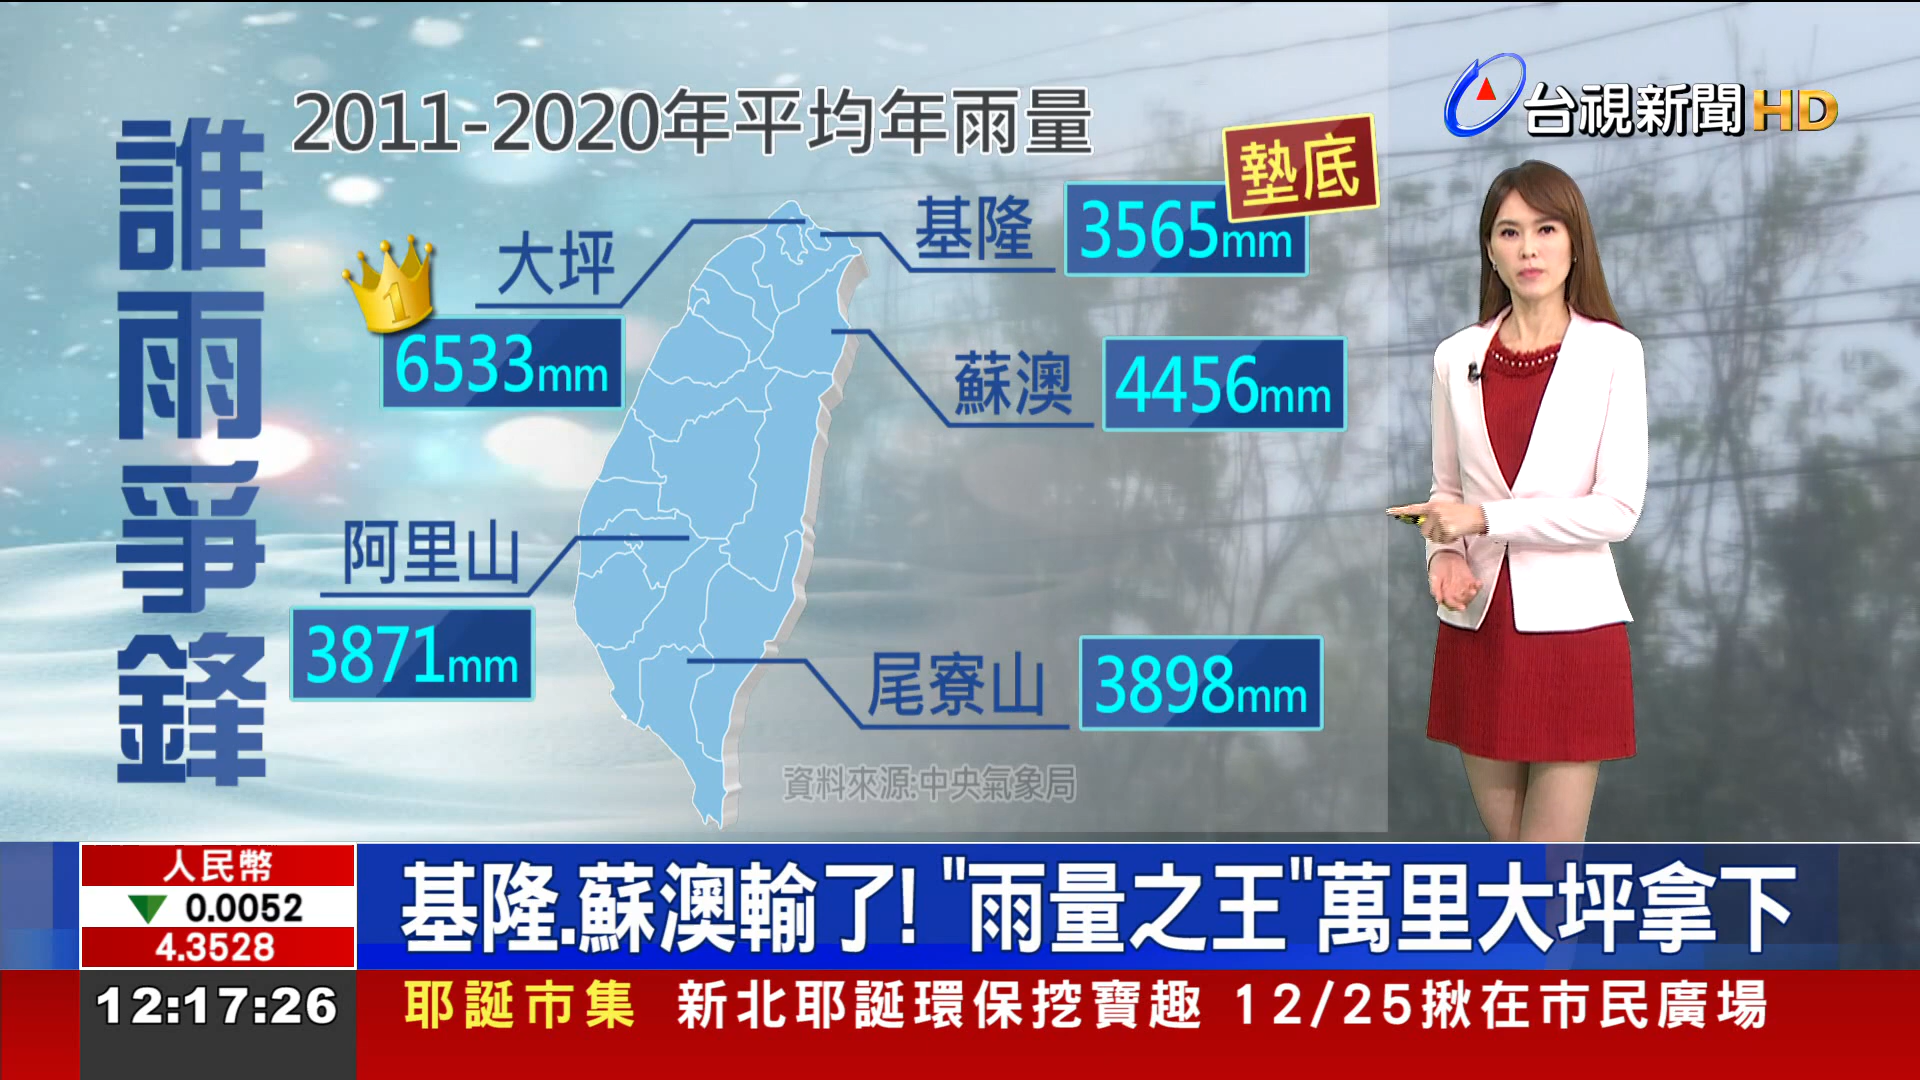 台視新聞HD
誰雨爭鋒
2011-2020年平均年雨量
墊底
基隆 3565mm
大坪
1
6533mm
蘇澳 4456mm
阿里山
3871mm
尾寮山 3898mm
資料來源:中央氣象局
人民幣
0.0052
4.3528
基隆.蘇澳輸了!"雨量之王"萬里大坪拿下
12:17:26
耶誕市集 新北耶誕環保挖寶趣 12/25揪在市民廣場